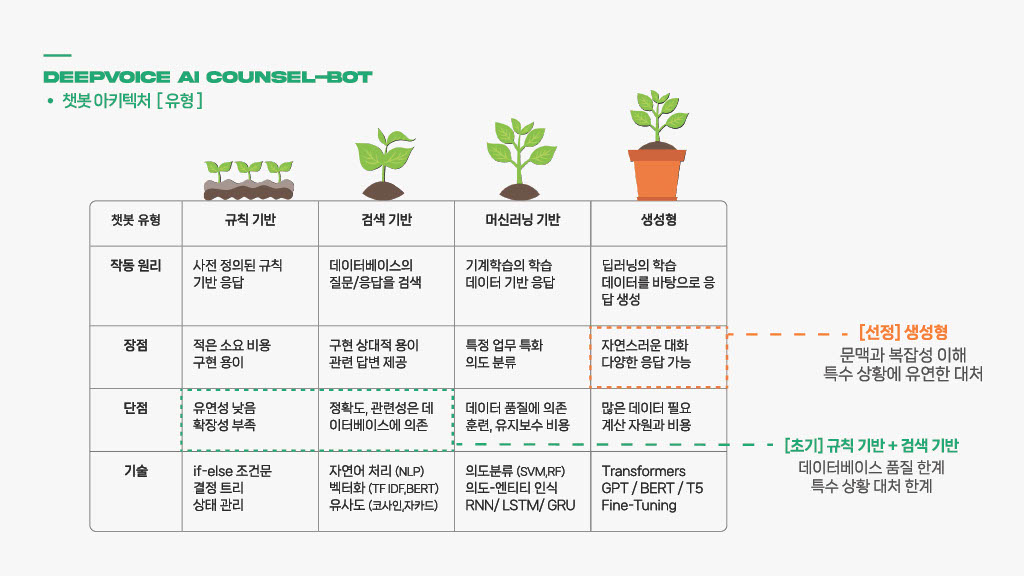 DEEPVOICE AI COUNSEL-BOT
• 챗봇 아키텍처 [ 유형 ]
챗봇 유형
규칙 기반
검색 기반
머신러닝 기반
생성형
작동 원리
사전 정의된 규칙
기반 응답
데이터베이스의
질문/응답을 검색
기계학습의 학습
데이터 기반 응답
딥러닝의 학습
데이터를 바탕으로 응
답 생성
장점
적은 소요 비용
구현 용이
구현 상대적 용이
관련 답변 제공
특정 업무 특화
의도 분류
자연스러운 대화
다양한 응답 가능
[선정] 생성형
문맥과 복잡성 이해
특수 상황에 유연한 대처
단점
유연성 낮음
확장성 부족
정확도, 관련성은 데
이터베이스에 의존
데이터 품질에 의존
훈련, 유지보수 비용
많은 데이터 필요
계산 자원과 비용
[초기] 규칙 기반 + 검색 기반
데이터베이스 품질 한계
특수 상황 대처 한계
기술
if-else 조건문
결정 트리
상태 관리
자연어 처리 (NLP)
벡터화 (TF IDF,BERT)
유사도 (코사인,자카드)
의도분류 (SVM,RF)
의도-엔티티 인식
RNN/ LSTM/ GRU
Transformers
GPT / BERT / T5
Fine-Tuning